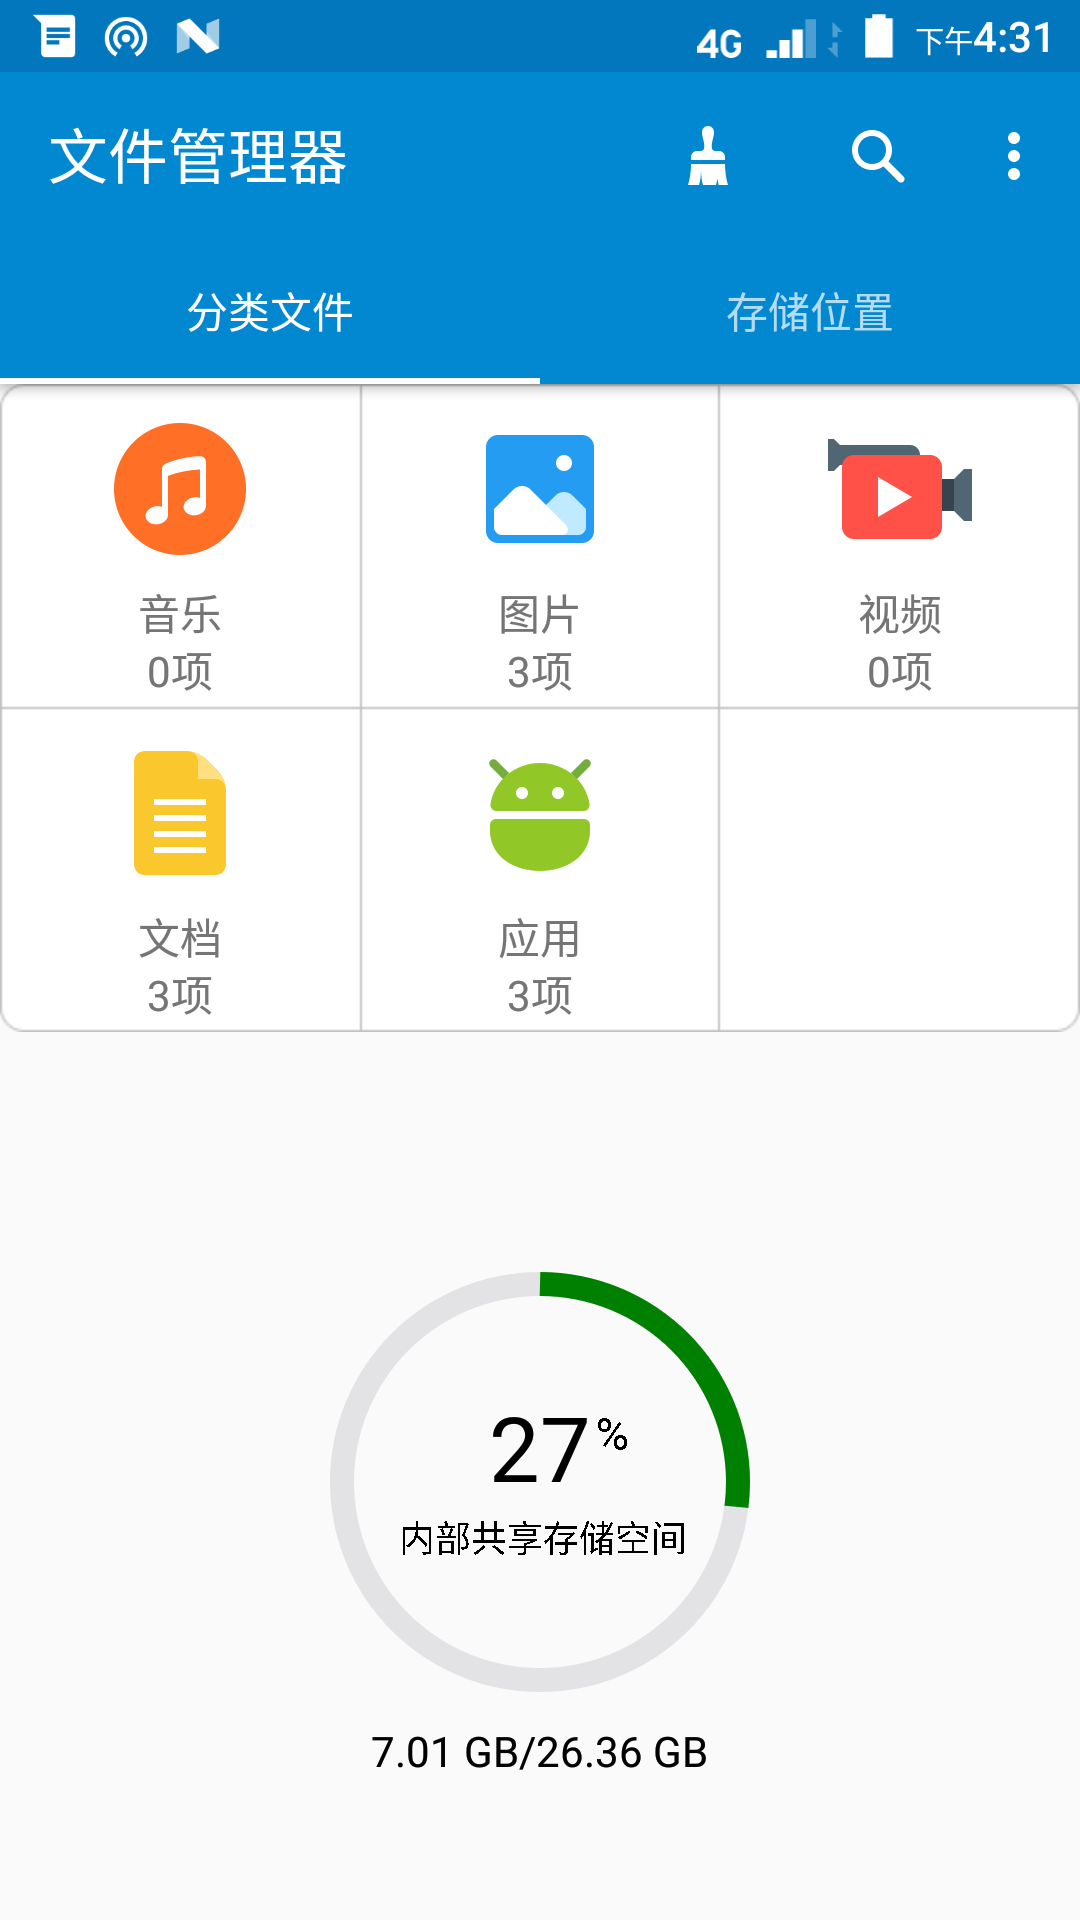 4G 下午4:31
文件管理器
分类文件 存储位置
音乐 图片 视频
0项 3项 0项
文档 应用
3项 3项
27%
内部共享存储空间
7.01 GB/26.36 GB